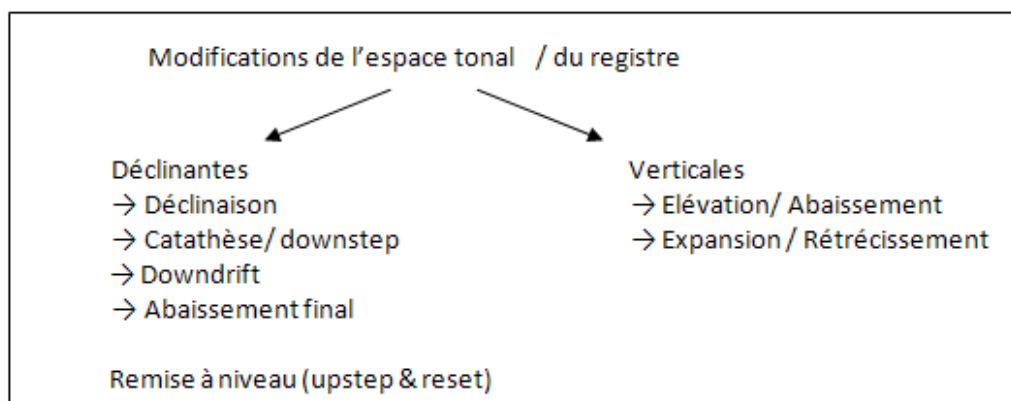 Modifications de l’espace tonal / du registre
Déclinantes
→ Déclinaison
→ Catathèse/ downstep
→ Downdrift
→ Abaissement final
Remise à niveau (upstep & reset)
Verticales
→ Elévation/ Abaissement
→ Expansion / Rétrécissement